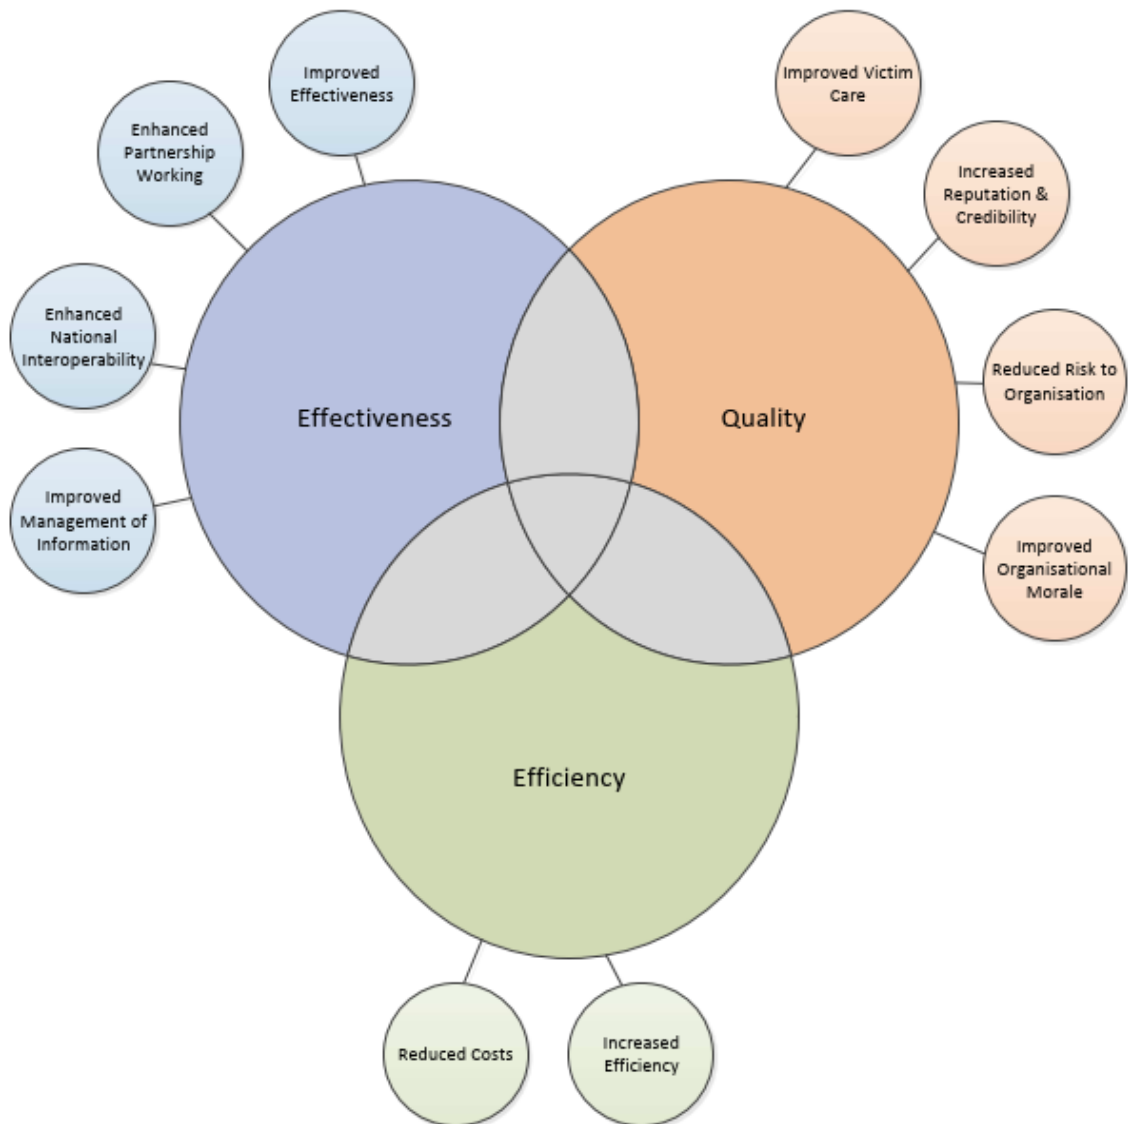 Improved
Effectiveness
Enhanced
Partnership
Working
Enhanced
National
Interoperability
Improved
Management of
Information
Effectiveness
Improved Victim
Care
Increased
Reputation &
Credibility
Reduced Risk to
Organisation
Improved
Organisational
Morale
Quality
Efficiency
Reduced Costs
Increased
Efficiency